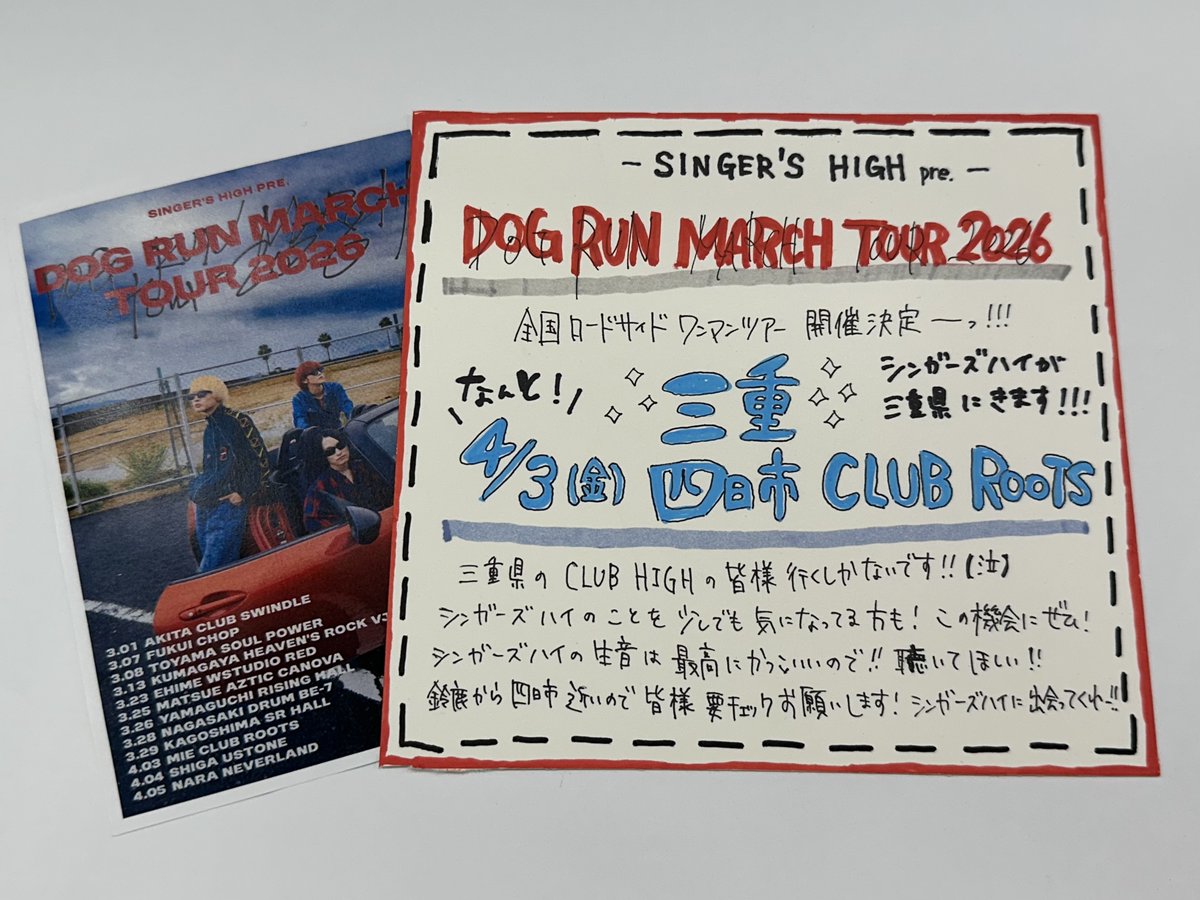 SINGER'S HIGH PRE.
DOG RUN MARCH
TOUR 2026
3.01 AKITA CLUB SWINDLE
3.07 FUKUI CHOP
3.08 TOYAMA SOUL POWER
3.13 KUMAGAYA HEAVEN'S ROCK V3
3.23 EHIME WSTUDIO RED
3.25 MATSUE AZTIC CANOVA
3.26 YAMAGUCHI RISING HALL
3.28 NAGASAKI DRUM BE-7
3.29 KAGOSHIMA SR HALL
4.03 MIE CLUB ROOTS
4.04 SHIGA USTONE
4.05 NARA NEVERLAND
- SINGER'S HIGH pre. -
DOG RUN MARCH TOUR 2026
全国ロードサイド ワンマンツアー 開催決定ーっ!!!
\なんと!/
三重
シンガーズハイが
三重県にきます!!!
4/3(金) 四日市 CLUB ROOTS
三重県の CLUB HIGHの皆様 行くしかないです!!(泣)
シンガーズハイのことを少しでも気になってる方も! この機会にぜひ!
シンガーズハイの生音は最高にかっこいいので!! 聴いてほしい!!
鈴鹿から四日市近いので皆様要チェックお願いします! シンガーズハイに出会ってくれー!!